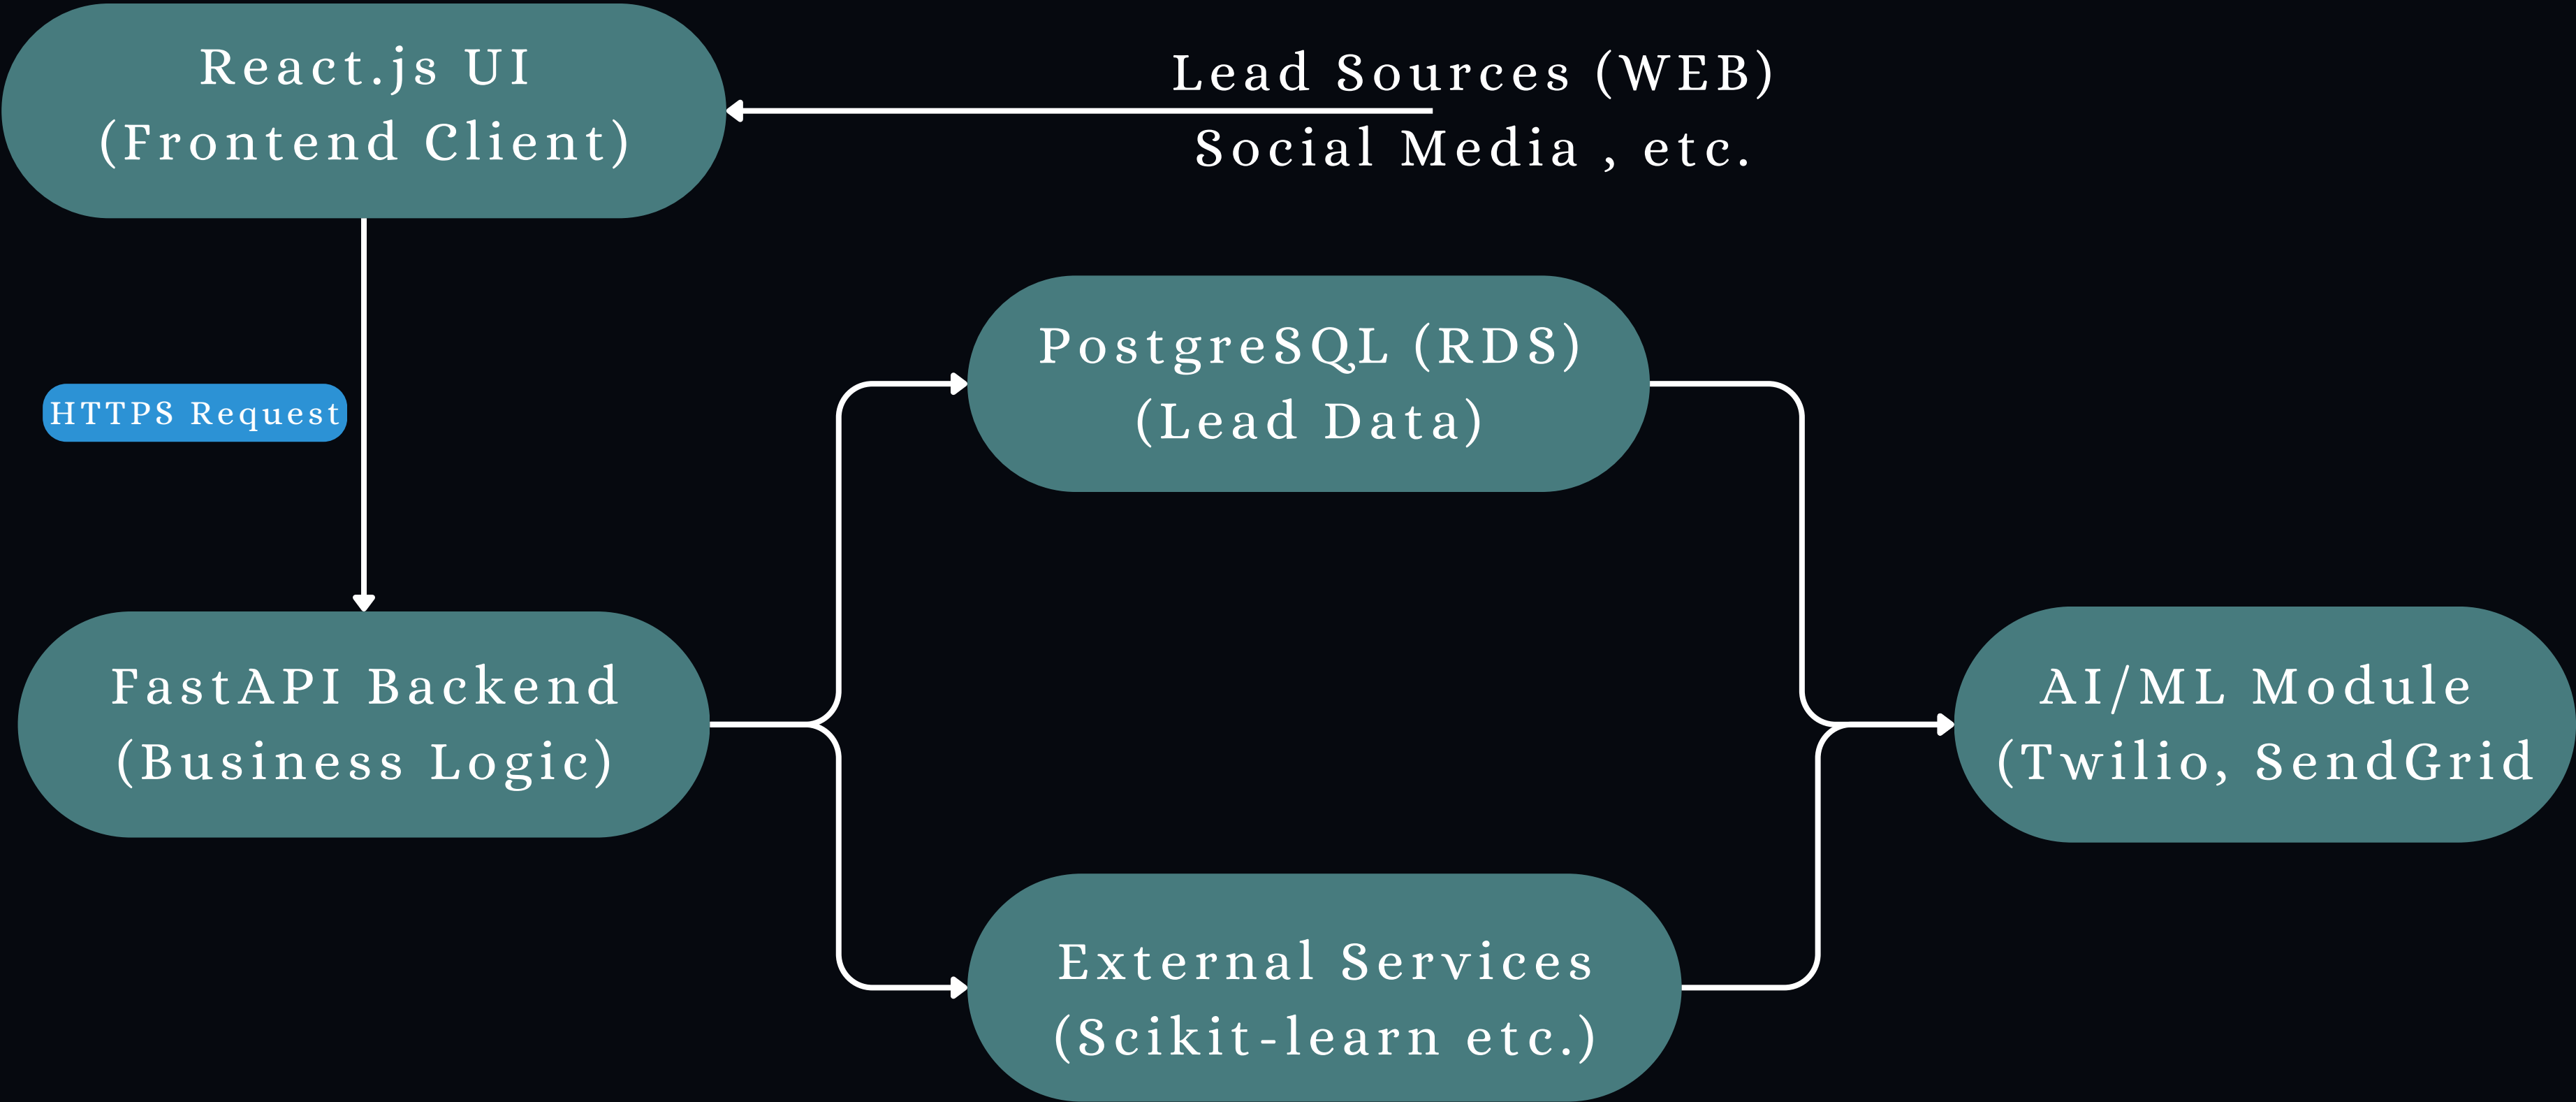 React.js UI
(Frontend Client)
Lead Sources (WEB)
Social Media , etc.
PostgreSQL (RDS)
(Lead Data)
HTTPS Request
FastAPI Backend
(Business Logic)
AI/ML Module
(Twilio, SendGrid
External Services
(Scikit-learn etc.)